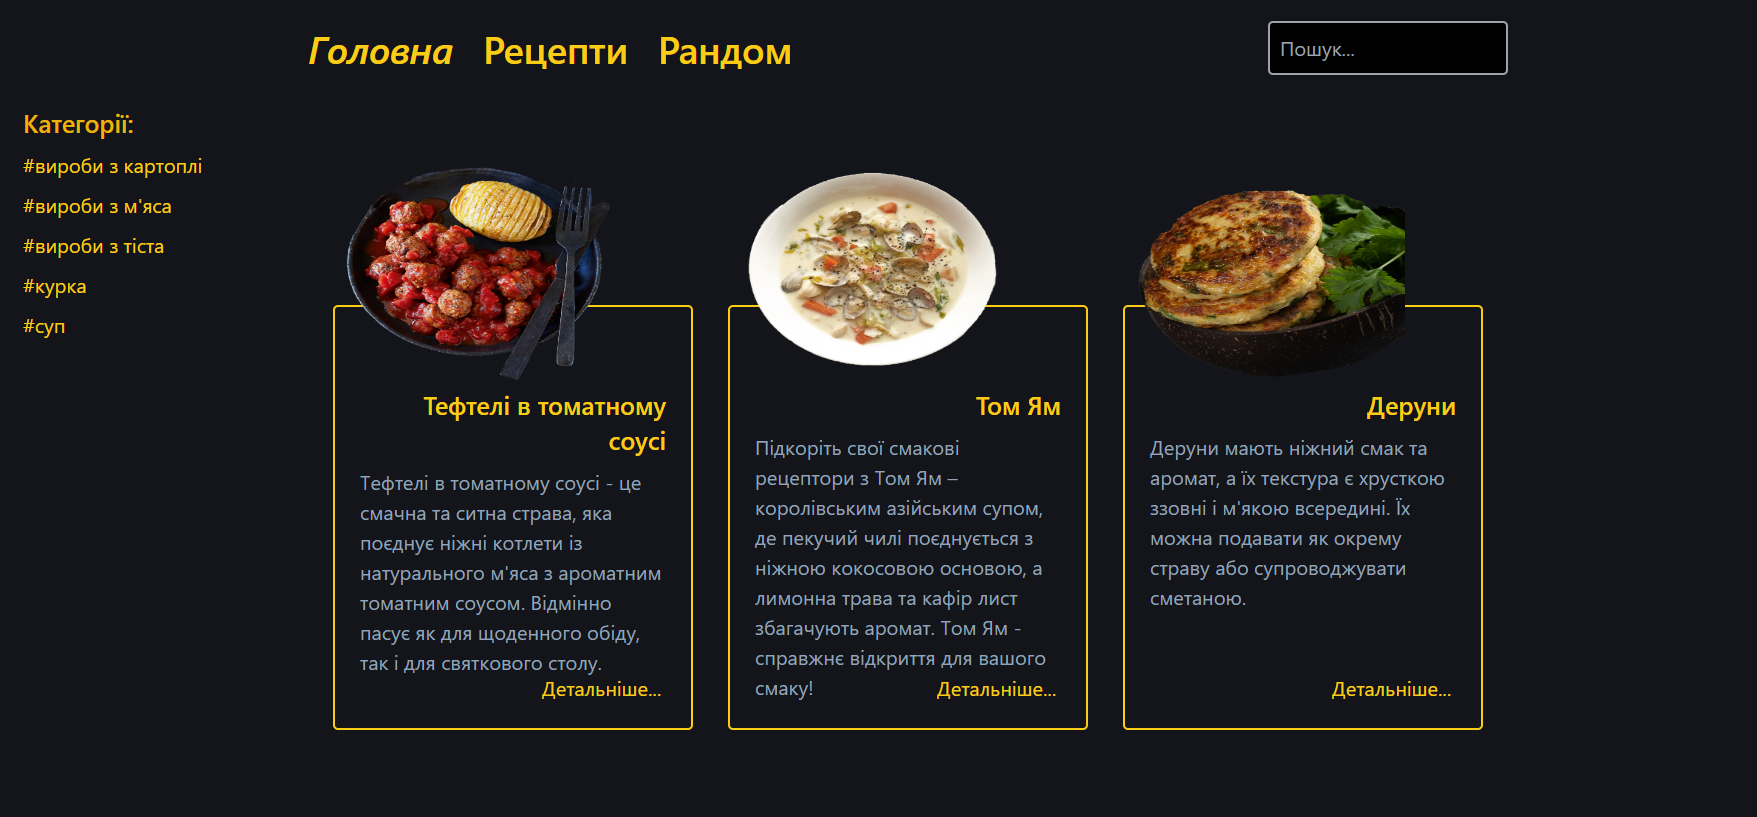 Головна Рецепти Рандом
Пошук...
Категорії:
#вироби з картоплі
#вироби з м'яса
#вироби з тіста
#курка
#суп
Тефтелі в томатному
соусі
Тефтелі в томатному соусі - це
смачна та ситна страва, яка
поєднує ніжні котлети із
натурального м'яса з ароматним
томатним соусом. Відмінно
пасує як для щоденного обіду,
так і для святкового столу.
Детальніше...
Том Ям
Підкоріть свої смакові
рецептори з Том Ям –
королівським азійським супом,
де пекучий чилі поєднується з
ніжною кокосовою основою, а
лимонна трава та кафір лист
збагачують аромат. Том Ям -
справжнє відкриття для вашого
смаку!
Детальніше...
Деруни
Деруни мають ніжний смак та
аромат, а їх текстура є хрусткою
ззовні і м'якою всередині. Їх
можна подавати як окрему
страву або супроводжувати
сметаною.
Детальніше...